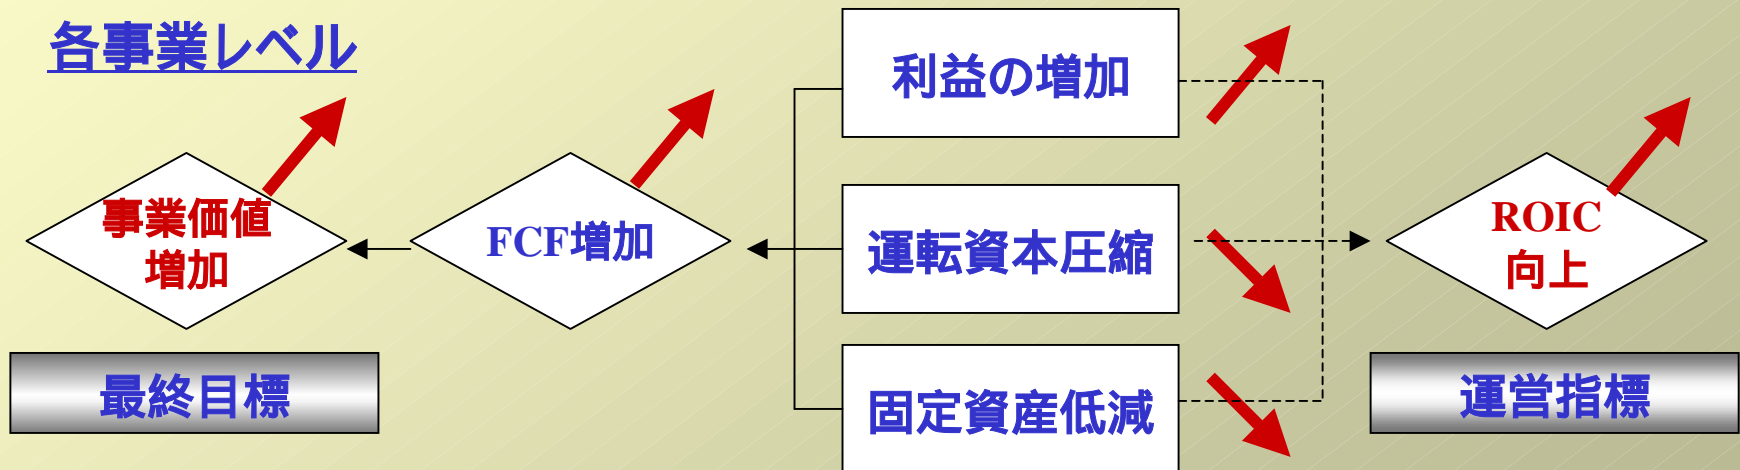 各事業レベル
利益の増加
事業価値
増加
FCF増加
運転資本圧縮
ROIC
向上
最終目標
固定資産低減
運営指標